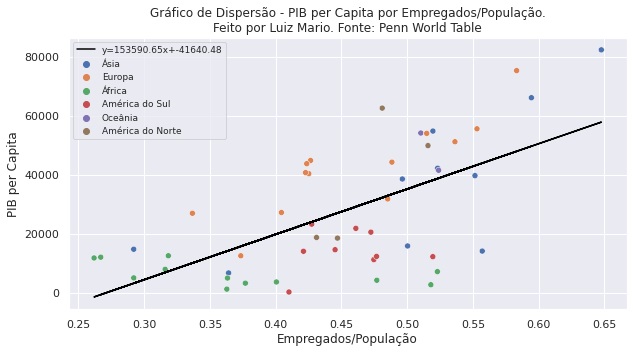 Gráfico de Dispersão - PIB per Capita por Empregados/População.
Feito por Luiz Mario. Fonte: Penn World Table
y=153590.65x+-41640.48
Ásia
Europa
África
América do Sul
Oceânia
América do Norte
PIB per Capita
80000
60000
40000
20000
0
0.25 0.30 0.35 0.40 0.45 0.50 0.55 0.60 0.65
Empregados/População